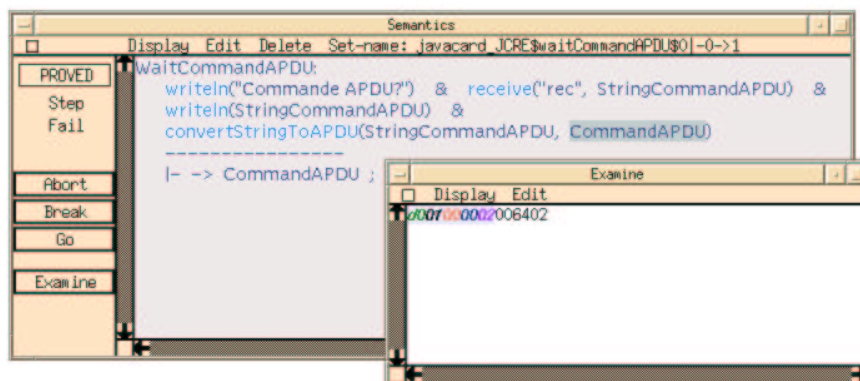 Semantics
Display Edit Delete Set-name: javacard_JCRE$waitCommandAPDU$0|-0->1
PROVED
Step
Fail
Abort
Break
Go
Examine
WaitCommandAPDU:
writeln("Commande APDU?") & receive("rec", StringCommandAPDU) &
writeln(StringCommandAPDU) &
convertStringToAPDU(StringCommandAPDU, CommandAPDU)
----------------
|- -> CommandAPDU ;
Examine
Display Edit
d001000002006402